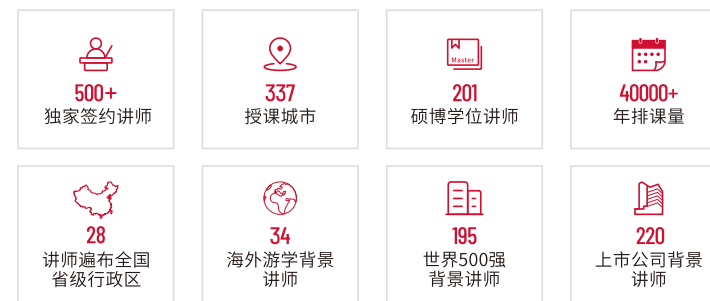 500+
独家签约讲师
337
授课城市
Master
201
硕博学位讲师
40000+
年排课量
28
讲师遍布全国
省级行政区
34
海外游学背景
讲师
195
世界500强
背景讲师
220
上市公司背景
讲师